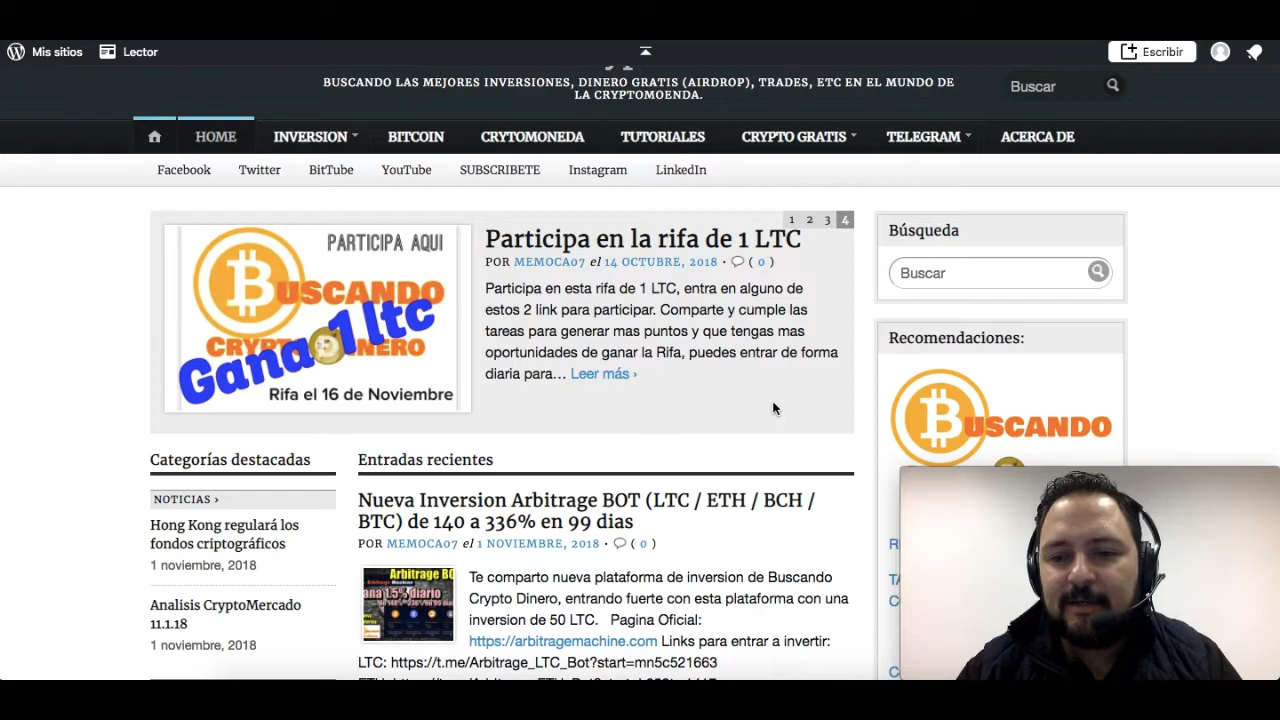 Mis sitios
Lector
Escribir
BUSCANDO LAS MEJORES INVERSIONES, DINERO GRATIS (AIRDROP), TRADES, ETC EN EL MUNDO DE
LA CRYPTOMOENDA.
Buscar
HOME
INVERSION
BITCOIN
CRYTOMONEDA
TUTORIALES
CRYPTO GRATIS
TELEGRAM
ACERCA DE
Facebook
Twitter
BitTube
YouTube
SUBSCRIBETE
Instagram
LinkedIn
PARTICIPA AQUI
BUSCANDO
CRYPTO DINERO
Gana 1 ltc
Rifa el 16 de Noviembre
1 2 3 4
Participa en la rifa de 1 LTC
POR MEMOCA07 el 14 OCTUBRE, 2018 • ( 0 )
Participa en esta rifa de 1 LTC, entra en alguno de
estos 2 link para participar. Comparte y cumple las
tareas para generar mas puntos y que tengas mas
oportunidades de ganar la Rifa, puedes entrar de forma
diaria para… Leer más ›
Búsqueda
Buscar
Recomendaciones:
BUSCANDO
Categorías destacadas
NOTICIAS ›
Hong Kong regulará los
fondos criptográficos
1 noviembre, 2018
Analisis CryptoMercado
11.1.18
1 noviembre, 2018
Entradas recientes
Nueva Inversion Arbitrage BOT (LTC / ETH / BCH /
BTC) de 140 a 336% en 99 dias
POR MEMOCA07 el 1 NOVIEMBRE, 2018 • ( 0 )
Te comparto nueva plataforma de inversion de Buscando
Crypto Dinero, entrando fuerte con esta plataforma con una
inversion de 50 LTC. Pagina Oficial:
https://arbitragemachine.com Links para entrar a invertir:
LTC: https://t.me/Arbitrage_LTC_Bot?start=mn5c521663